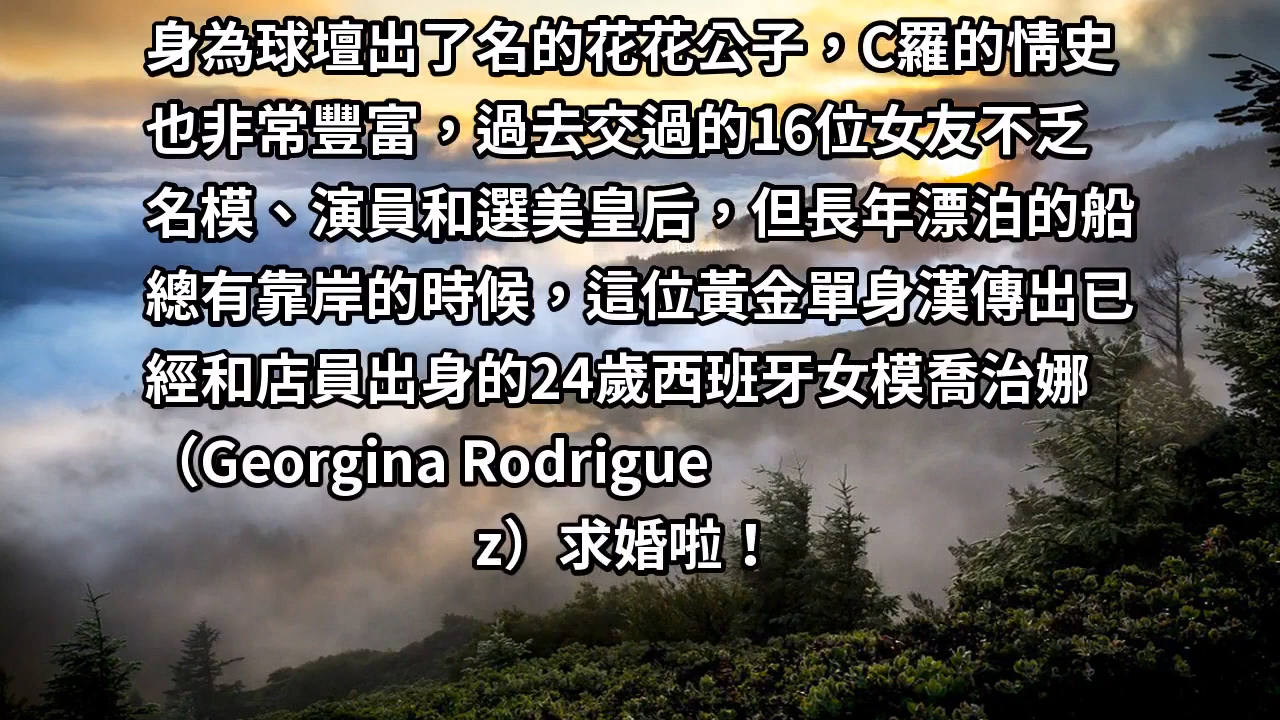 身為球壇出了名的花花公子，C羅的情史
也非常豐富，過去交過的16位女友不乏
名模、演員和選美皇后，但長年漂泊的船
總有靠岸的時候，這位黃金單身漢傳出已
經和店員出身的24歲西班牙女模喬治娜
（Georgina Rodrigue
z）求婚啦！